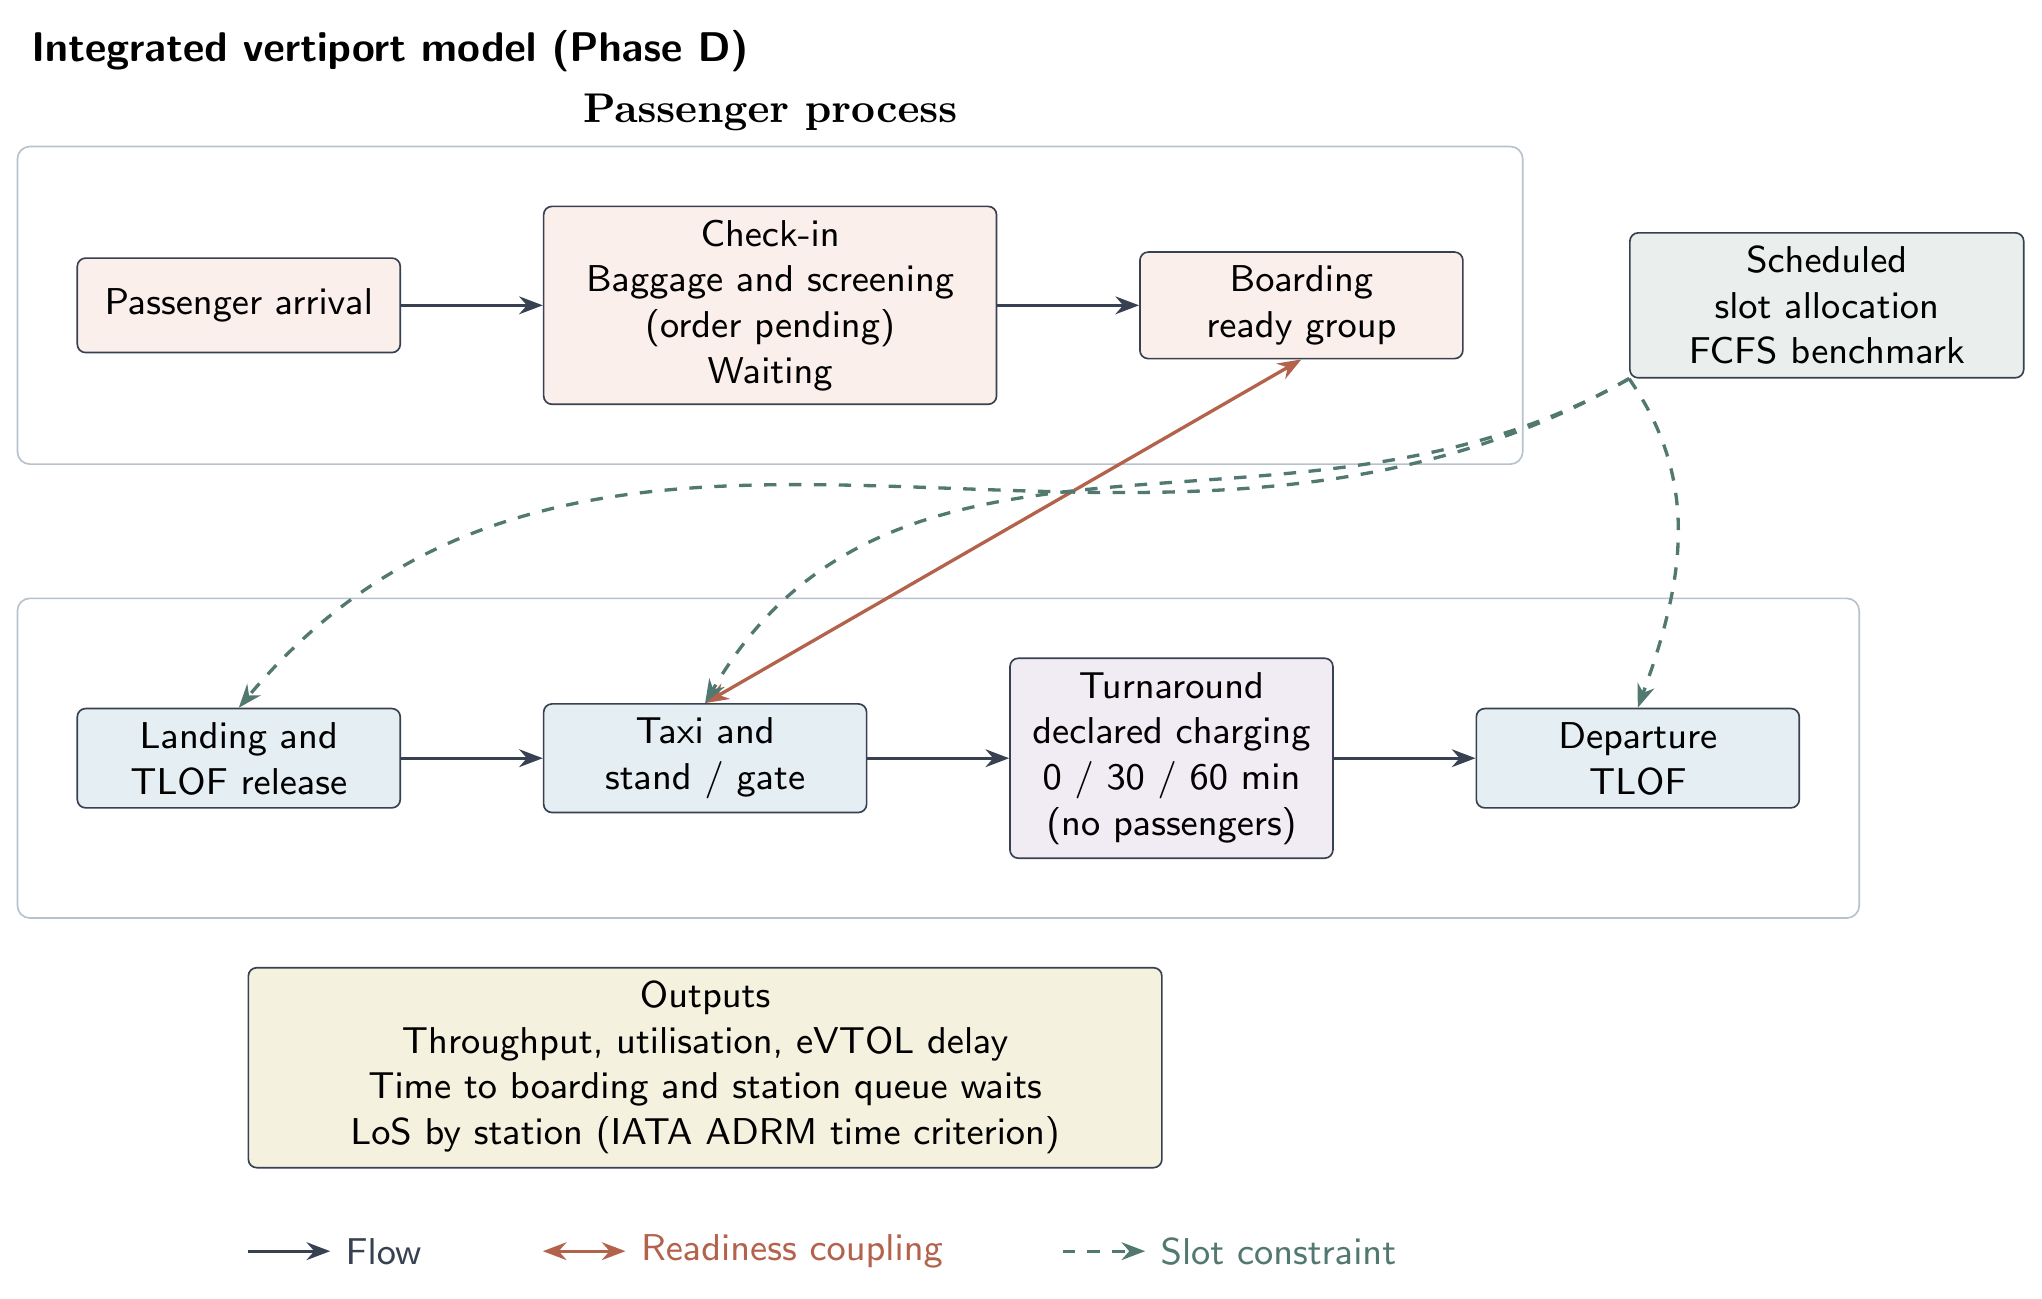 Integrated vertiport model (Phase D)
Passenger process
Passenger arrival
Check-in
Baggage and screening
(order pending)
Waiting
Boarding
ready group
Scheduled
slot allocation
FCFS benchmark
Landing and
TLOF release
Taxi and
stand / gate
Turnaround
declared charging
0 / 30 / 60 min
(no passengers)
Departure
TLOF
Outputs
Throughput, utilisation, eVTOL delay
Time to boarding and station queue waits
LoS by station (IATA ADRM time criterion)
Flow
Readiness coupling
Slot constraint